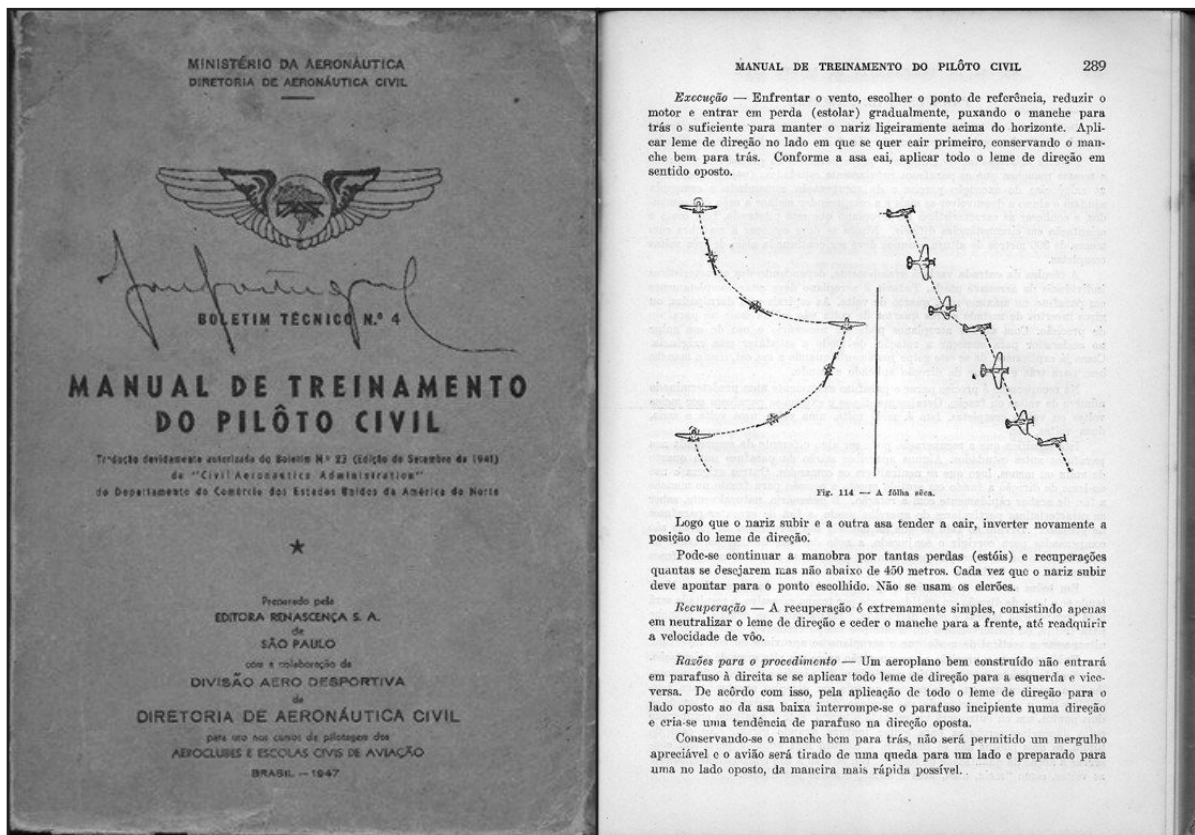 MINISTÉRIO DA AERONÁUTICA
DIRETORIA DE AERONÁUTICA CIVIL
BOLETIM TÉCNICO N.º 4
MANUAL DE TREINAMENTO
DO PILÔTO CIVIL
Tradução devidamente autorizada do Boletim N.º 23 (Edição de Setembro de 1941)
da "Civil Aeronautics Administration"
do Departamento do Comércio dos Estados Unidos da América do Norte
Preparado pela
EDITORA RENASCENÇA S. A.
de
SÃO PAULO
com a colaboração da
DIVISÃO AERO DESPORTIVA
da
DIRETORIA DE AERONÁUTICA CIVIL
para uso nos cursos de pilotagem dos
AEROCLUBES E ESCOLAS CIVIS DE AVIAÇÃO
BRASIL — 1947
MANUAL DE TREINAMENTO DO PILÔTO CIVIL 289
Execução — Enfrentar o vento, escolher o ponto de referência, reduzir o
motor e entrar em perda (estolar) gradualmente, puxando o manche para
trás o suficiente para manter o nariz ligeiramente acima do horizonte. Apli-
car leme de direção no lado em que se quer cair primeiro, conservando o man-
che bem para trás. Conforme a asa cai, aplicar todo o leme de direção em
sentido oposto.
Fig. 114 — A fôlha sêca.
Logo que o nariz subir e a outra asa tender a cair, inverter novamente a
posição do leme de direção.
Pode-se continuar a manobra por tantas perdas (estóis) e recuperações
quantas se desejarem mas não abaixo de 450 metros. Cada vez que o nariz subir
deve apontar para o ponto escolhido. Não se usam os elerões.
Recuperação — A recuperação é extremamente simples, consistindo apenas
em neutralizar o leme de direção e ceder o manche para a frente, até readquirir
a velocidade de vôo.
Razões para o procedimento — Um aeroplano bem construído não entrará
em parafuso à direita se se aplicar todo leme de direção para a esquerda e vice-
versa. De acôrdo com isso, pela aplicação de todo o leme de direção para o
lado oposto ao da asa baixa interrompe-se o parafuso incipiente numa direção
e cria-se uma tendência de parafuso na direção oposta.
Conservando-se o manche bem para trás, não será permitido um mergulho
apreciável e o avião será tirado de uma queda para um lado e preparado para
uma no lado oposto, da maneira mais rápida possível.